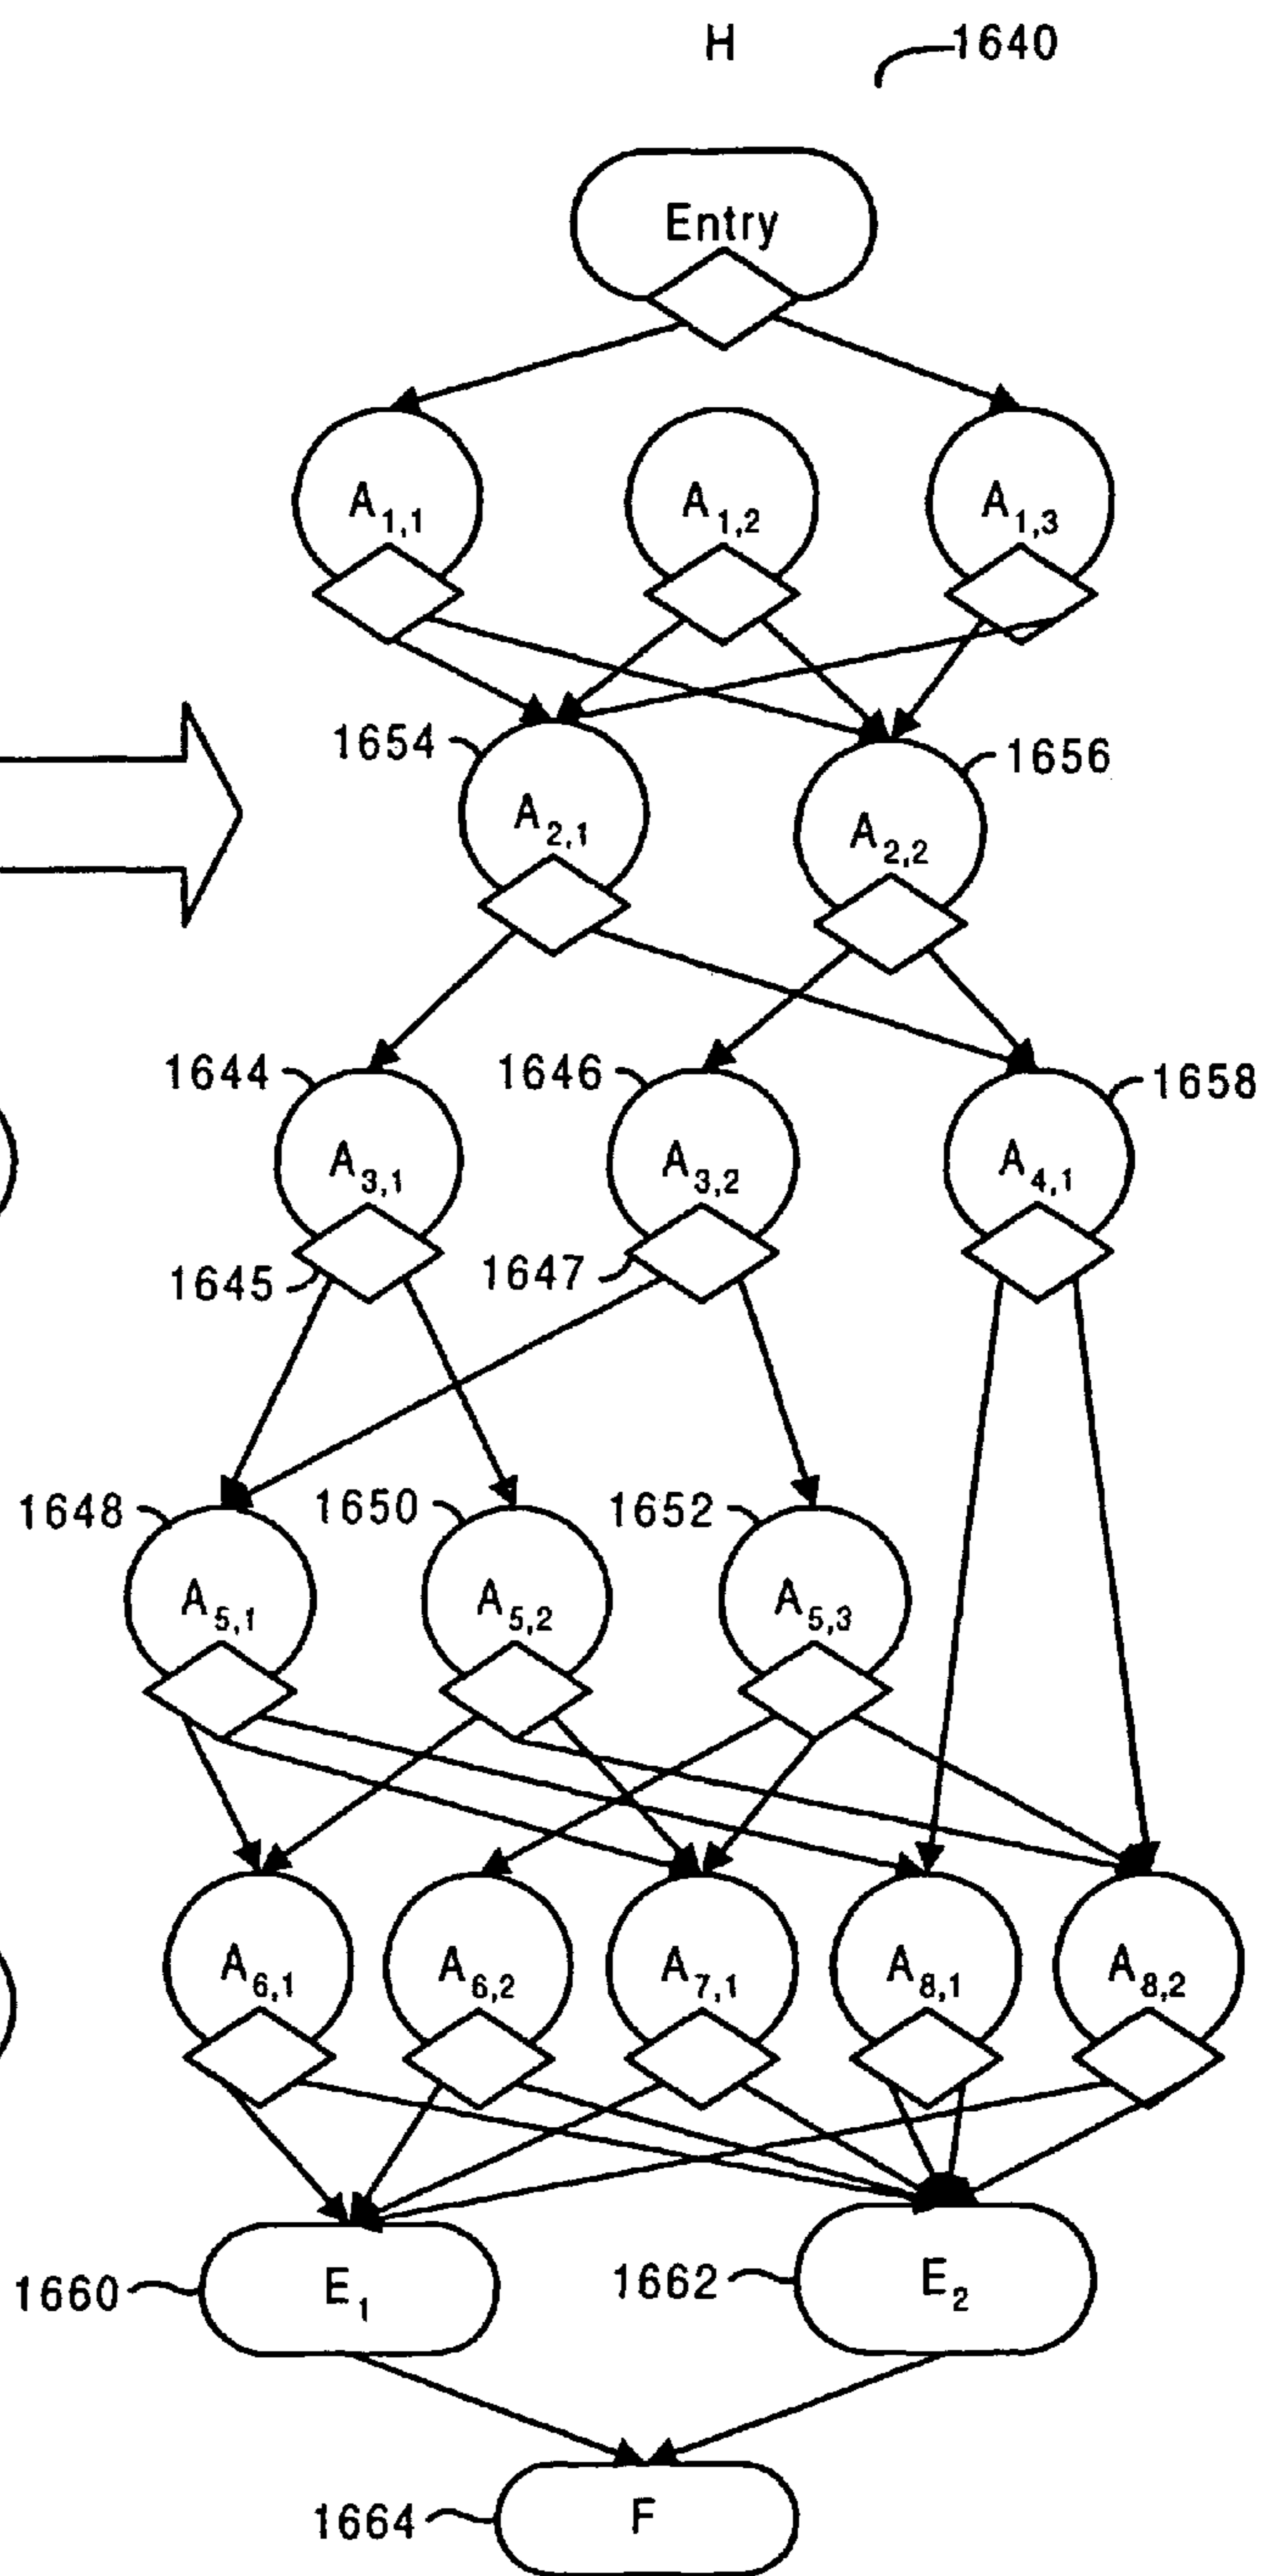 H
1640
Entry
A1,1
A1,2
A1,3
1654
1656
A2,1
A2,2
1644
1646
1658
A3,1
A3,2
A4,1
1645
1647
1648
1650
1652
A5,1
A5,2
A5,3
A6,1
A6,2
A7,1
A8,1
A8,2
1660
E1
1662
E2
1664
F